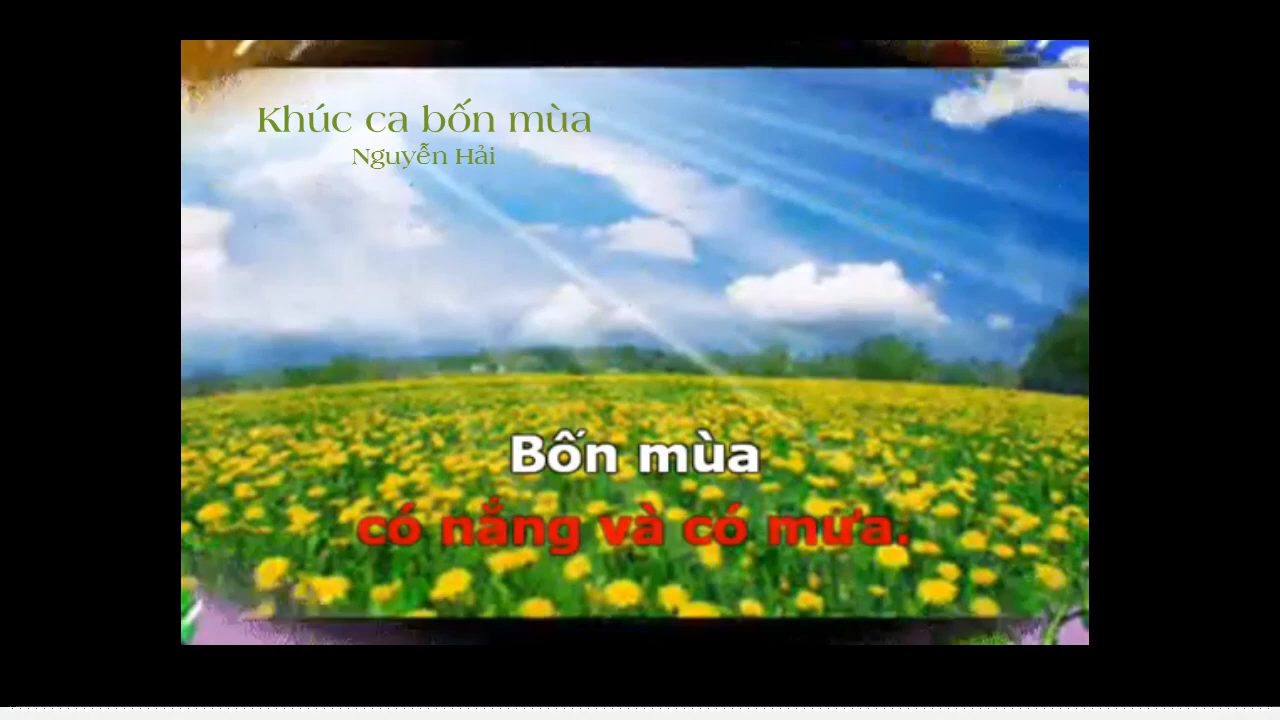 Khúc ca bốn mùa
Nguyễn Hải
Bốn mùa
có nắng và có mưa.